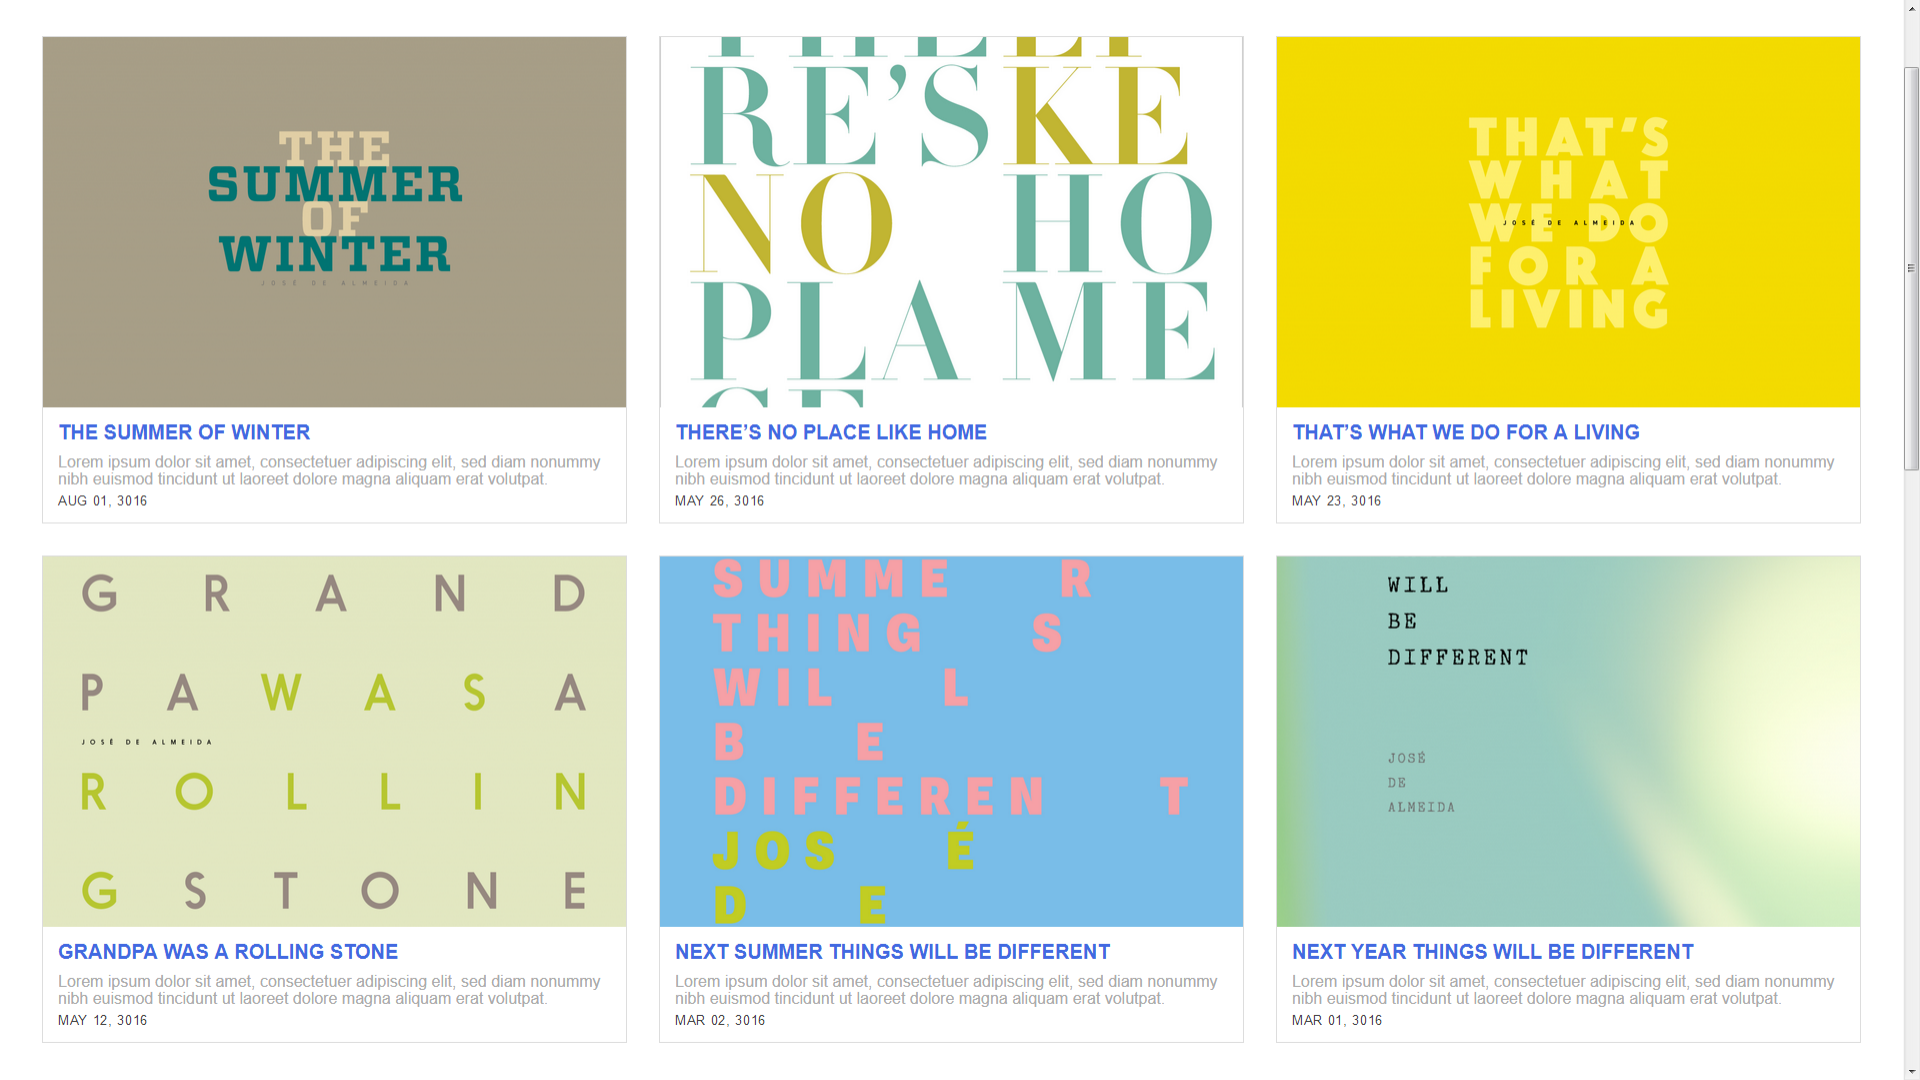 THE
SUMMER
OF
WINTER
JOSÉ DE ALMEIDA
THE SUMMER OF WINTER
Lorem ipsum dolor sit amet, consectetuer adipiscing elit, sed diam nonummy
nibh euismod tincidunt ut laoreet dolore magna aliquam erat volutpat.
AUG 01, 3016
THE LI
RE’S KE
NO HO
PLA ME
CE
THERE’S NO PLACE LIKE HOME
Lorem ipsum dolor sit amet, consectetuer adipiscing elit, sed diam nonummy
nibh euismod tincidunt ut laoreet dolore magna aliquam erat volutpat.
MAY 26, 3016
THAT’S
WHAT
WE DO
JOSÉ DE ALMEIDA
FOR A
LIVING
THAT’S WHAT WE DO FOR A LIVING
Lorem ipsum dolor sit amet, consectetuer adipiscing elit, sed diam nonummy
nibh euismod tincidunt ut laoreet dolore magna aliquam erat volutpat.
MAY 23, 3016
G R A N D
P A W A S A
JOSÉ DE ALMEIDA
R O L L I N
G S T O N E
GRANDPA WAS A ROLLING STONE
Lorem ipsum dolor sit amet, consectetuer adipiscing elit, sed diam nonummy
nibh euismod tincidunt ut laoreet dolore magna aliquam erat volutpat.
MAY 12, 3016
SUMME R
THING S
WIL L
B E
DIFFEREN T
JOS É
D E
NEXT SUMMER THINGS WILL BE DIFFERENT
Lorem ipsum dolor sit amet, consectetuer adipiscing elit, sed diam nonummy
nibh euismod tincidunt ut laoreet dolore magna aliquam erat volutpat.
MAR 02, 3016
WILL
BE
DIFFERENT
JOSÉ
DE
ALMEIDA
NEXT YEAR THINGS WILL BE DIFFERENT
Lorem ipsum dolor sit amet, consectetuer adipiscing elit, sed diam nonummy
nibh euismod tincidunt ut laoreet dolore magna aliquam erat volutpat.
MAR 01, 3016